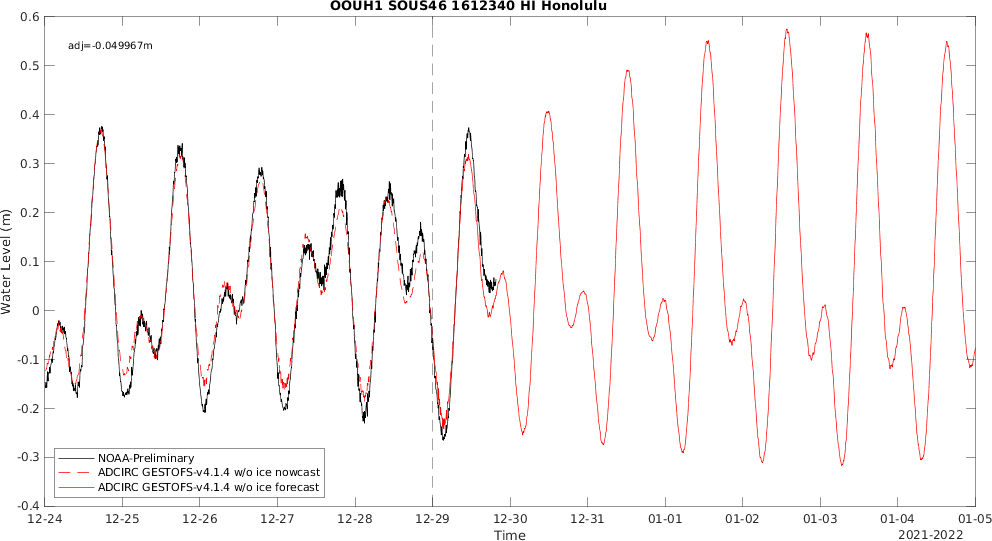 OOUH1 SOUS46 1612340 HI Honolulu
adj=-0.049967m
0.6
0.5
0.4
0.3
0.2
0.1
0
-0.1
-0.2
-0.3
-0.4
Water Level (m)
NOAA-Preliminary
ADCIRC GESTOFS-v4.1.4 w/o ice nowcast
ADCIRC GESTOFS-v4.1.4 w/o ice forecast
12-24 12-25 12-26 12-27 12-28 12-29 12-30 12-31 01-01 01-02 01-03 01-04 01-05
Time
2021-2022